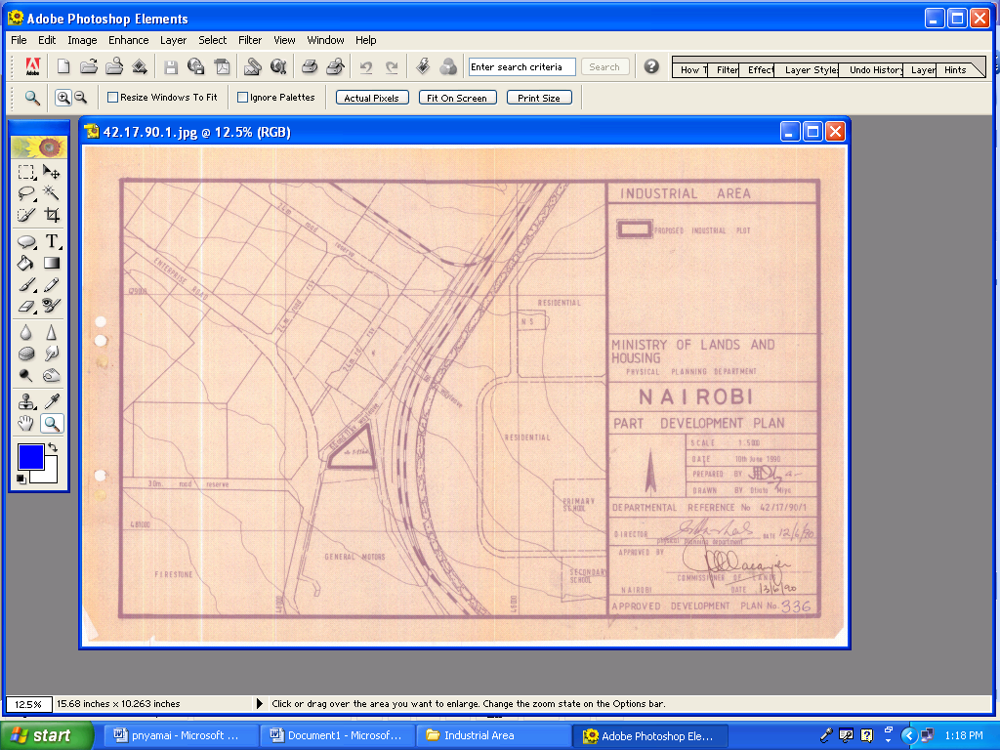 Adobe Photoshop Elements
File Edit Image Enhance Layer Select Filter View Window Help
Adobe
Enter search criteria
Search
How T
Filter
Effect
Layer Style
Undo History
Layer
Hints
Resize Windows To Fit
Ignore Palettes
Actual Pixels
Fit On Screen
Print Size
42.17.90.1.jpg @ 12.5% (RGB)
INDUSTRIAL AREA
PROPOSED INDUSTRIAL PLOT
24m road reserve
ENTERPRISE ROAD
RESIDENTIAL
N S
MINISTRY OF LANDS AND
HOUSING
PHYSICAL PLANNING DEPARTMENT
NAIROBI
PART DEVELOPMENT PLAN
SCALE 1:5000
DATE 10th June 1990
PREPARED BY
DRAWN BY
RESIDENTIAL
30m road reserve
PRIMARY
SCHOOL
DEPARTMENTAL REFERENCE No 42/17/90/1
DIRECTOR
physical planning department
DATE 12/6/90
APPROVED BY
COMMISSIONER OF LANDS
NAIROBI
DATE 13/6/90
APPROVED DEVELOPMENT PLAN No. 336
GENERAL MOTORS
FIRESTONE
SECONDARY
SCHOOL
12.5%
15.68 inches x 10.263 inches
Click or drag over the area you want to enlarge. Change the zoom state on the Options bar.
start
pnyamai - Microsoft ...
Document1 - Microsof...
Industrial Area
Adobe Photoshop Ele...
1:18 PM